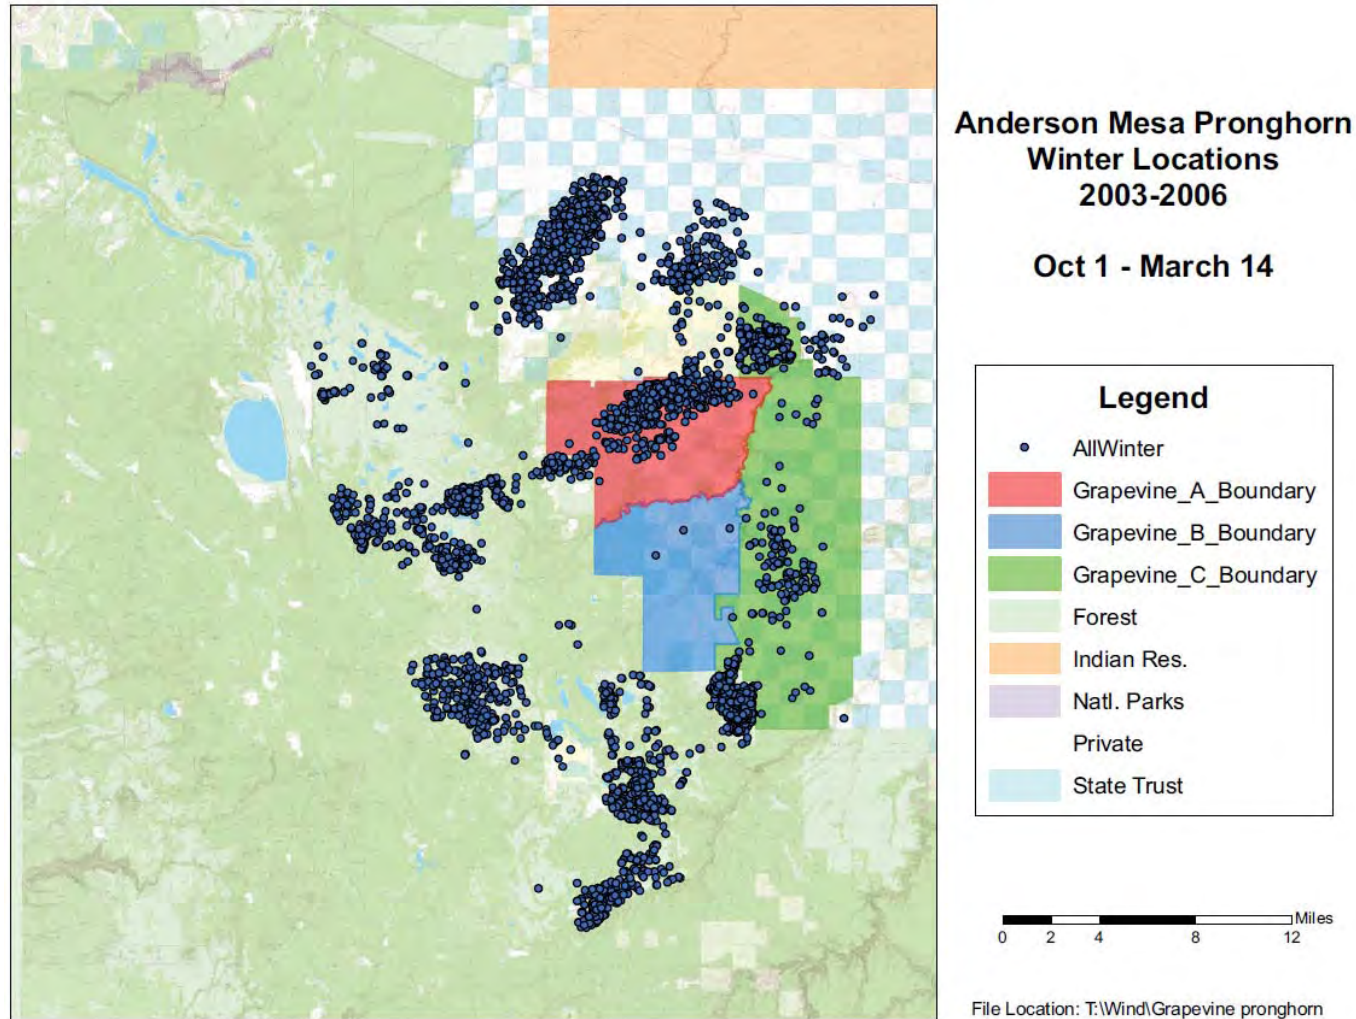 Anderson Mesa Pronghorn
Winter Locations
2003-2006
Oct 1 - March 14
Legend
AllWinter
Grapevine_A_Boundary
Grapevine_B_Boundary
Grapevine_C_Boundary
Forest
Indian Res.
Natl. Parks
Private
State Trust
Miles
0 2 4 8 12
File Location: T:\Wind\Grapevine pronghorn